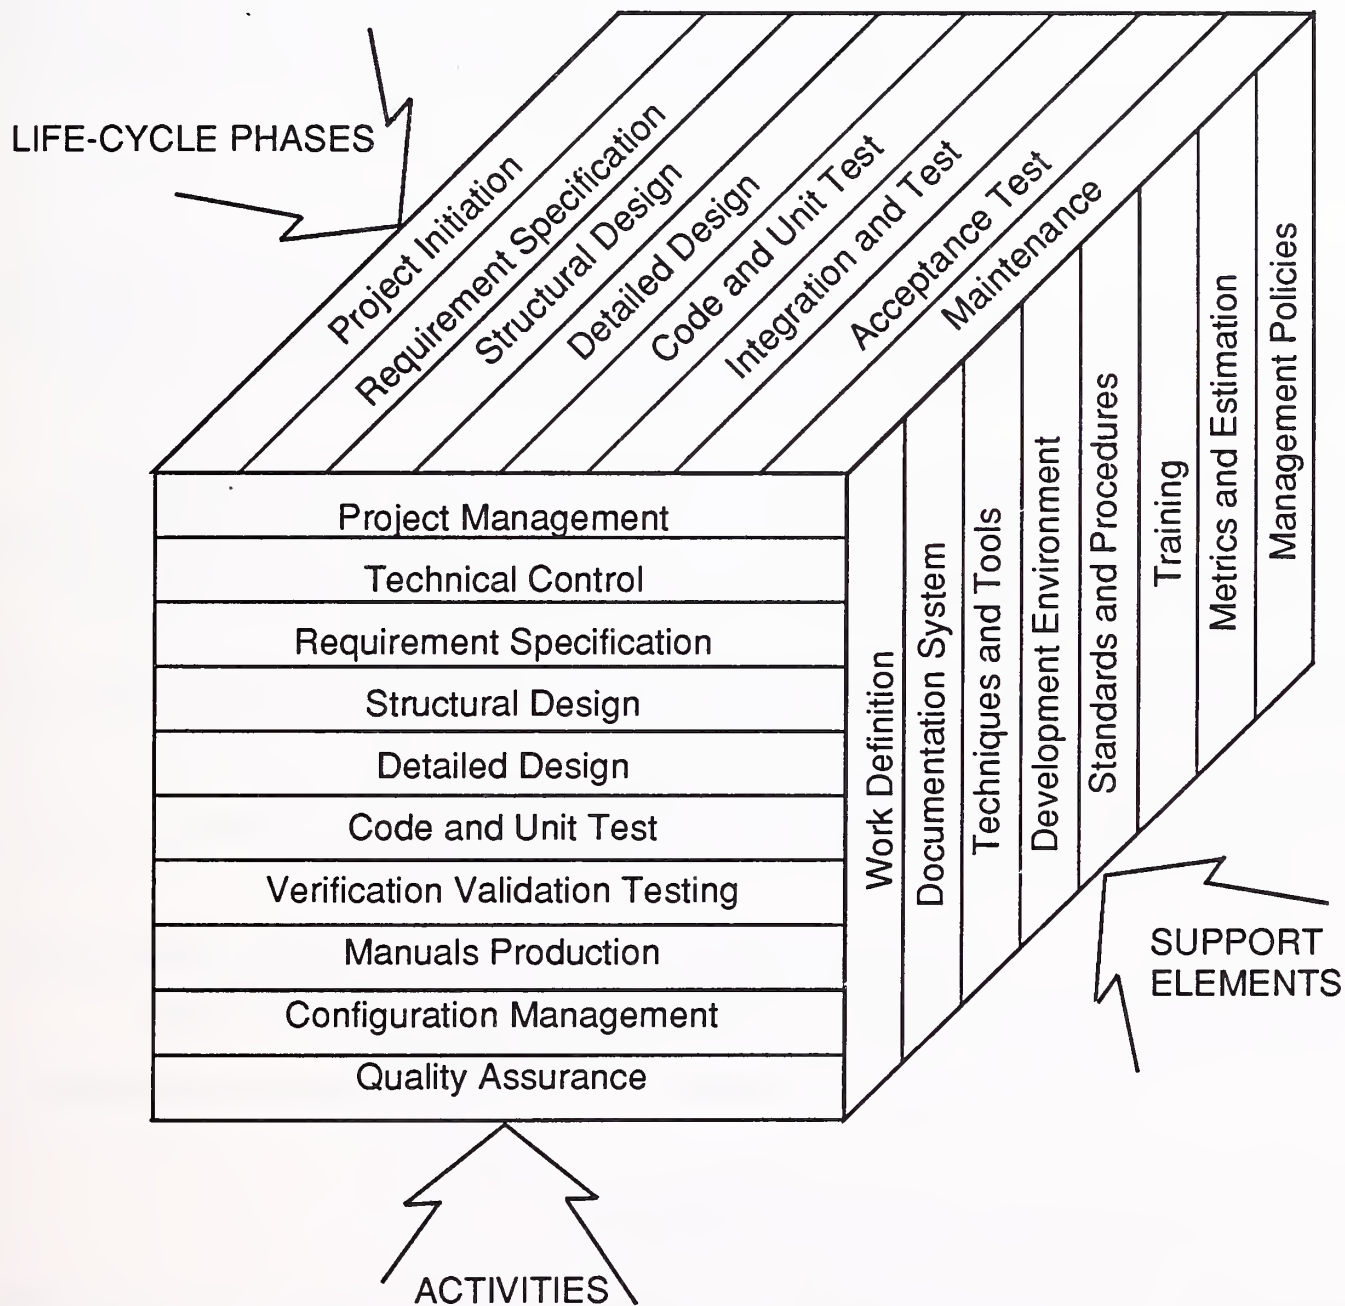 LIFE-CYCLE PHASES
Project Initiation
Requirement Specification
Structural Design
Detailed Design
Code and Unit Test
Integration and Test
Acceptance Test
Maintenance
Project Management
Technical Control
Requirement Specification
Structural Design
Detailed Design
Code and Unit Test
Verification Validation Testing
Manuals Production
Configuration Management
Quality Assurance
Work Definition
Documentation System
Techniques and Tools
Development Environment
Standards and Procedures
Training
Metrics and Estimation
Management Policies
SUPPORT
ELEMENTS
ACTIVITIES